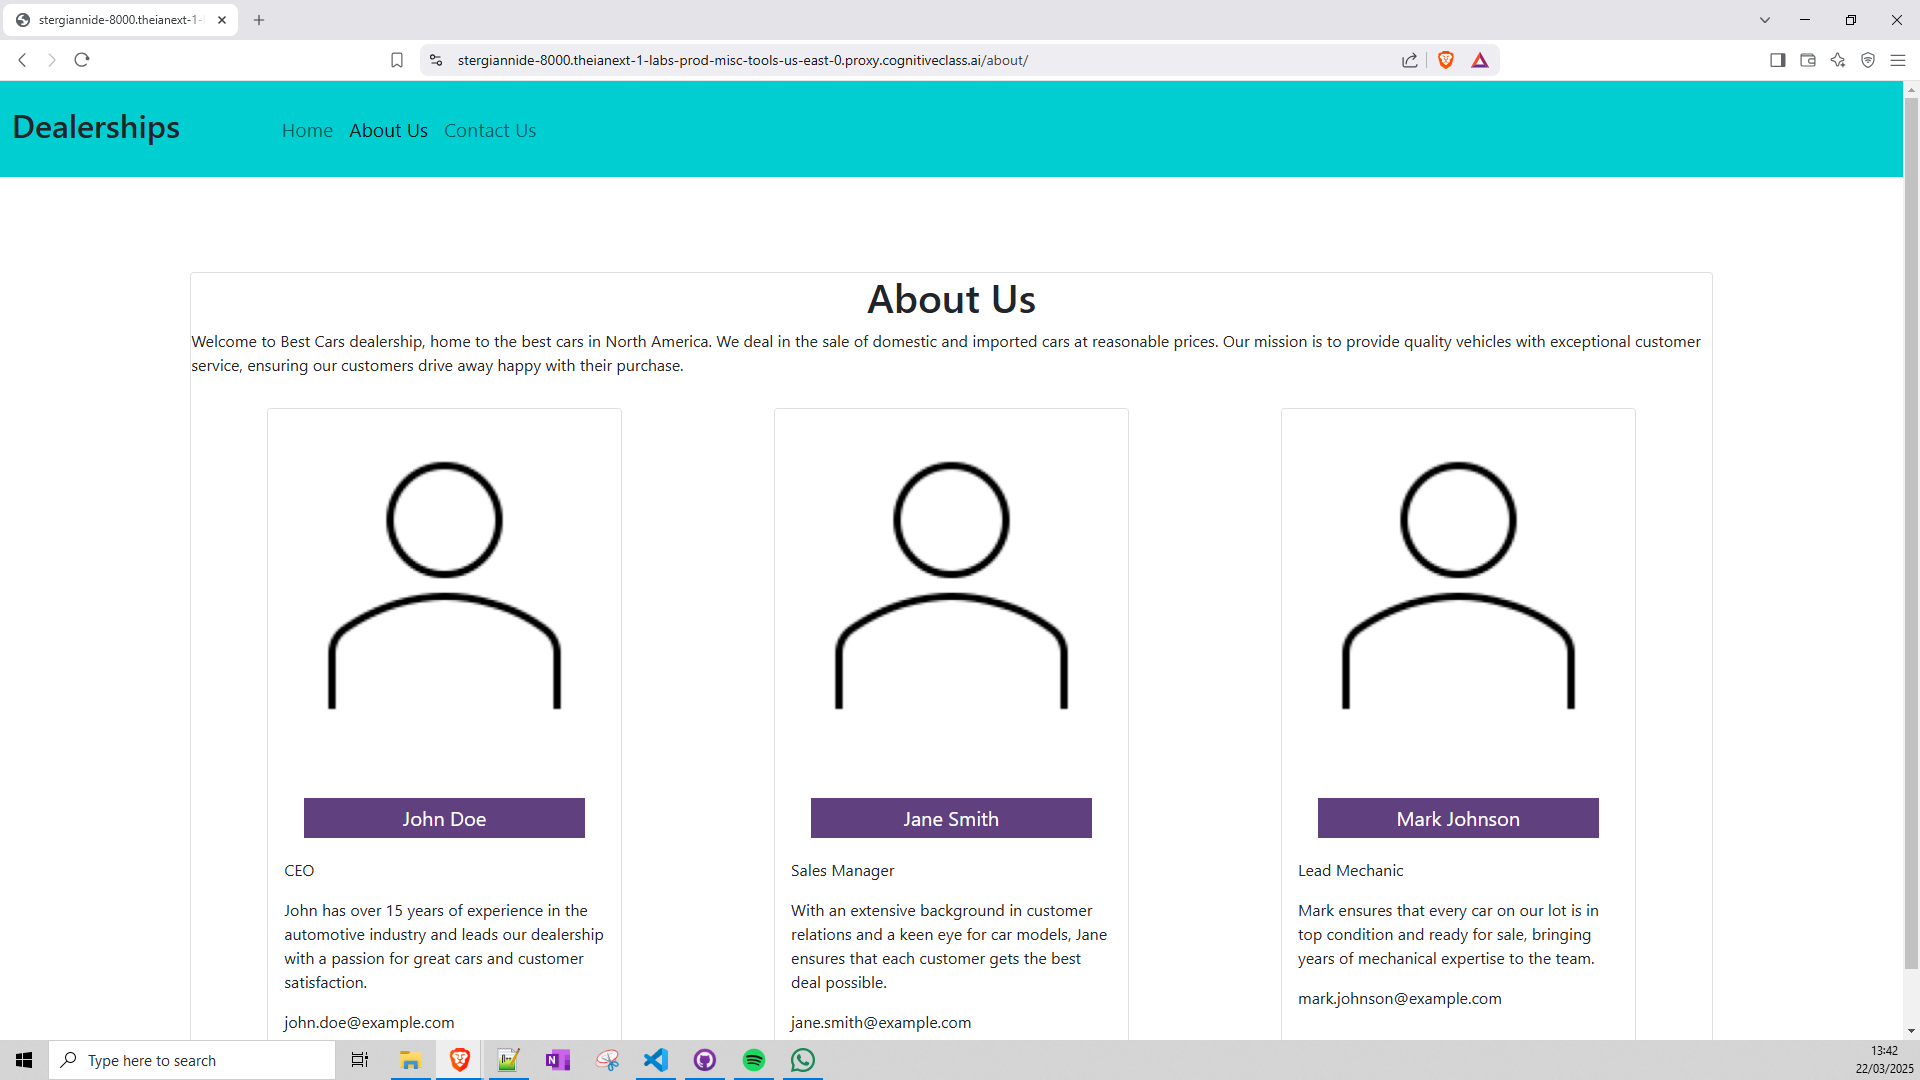 stergiannide-8000.theianext-1-
stergiannide-8000.theianext-1-labs-prod-misc-tools-us-east-0.proxy.cognitiveclass.ai/about/
Dealerships
Home About Us Contact Us
About Us
Welcome to Best Cars dealership, home to the best cars in North America. We deal in the sale of domestic and imported cars at reasonable prices. Our mission is to provide quality vehicles with exceptional customer
service, ensuring our customers drive away happy with their purchase.
John Doe
CEO
John has over 15 years of experience in the
automotive industry and leads our dealership
with a passion for great cars and customer
satisfaction.
john.doe@example.com
Jane Smith
Sales Manager
With an extensive background in customer
relations and a keen eye for car models, Jane
ensures that each customer gets the best
deal possible.
jane.smith@example.com
Mark Johnson
Lead Mechanic
Mark ensures that every car on our lot is in
top condition and ready for sale, bringing
years of mechanical expertise to the team.
mark.johnson@example.com
Type here to search
13:42
22/03/2025